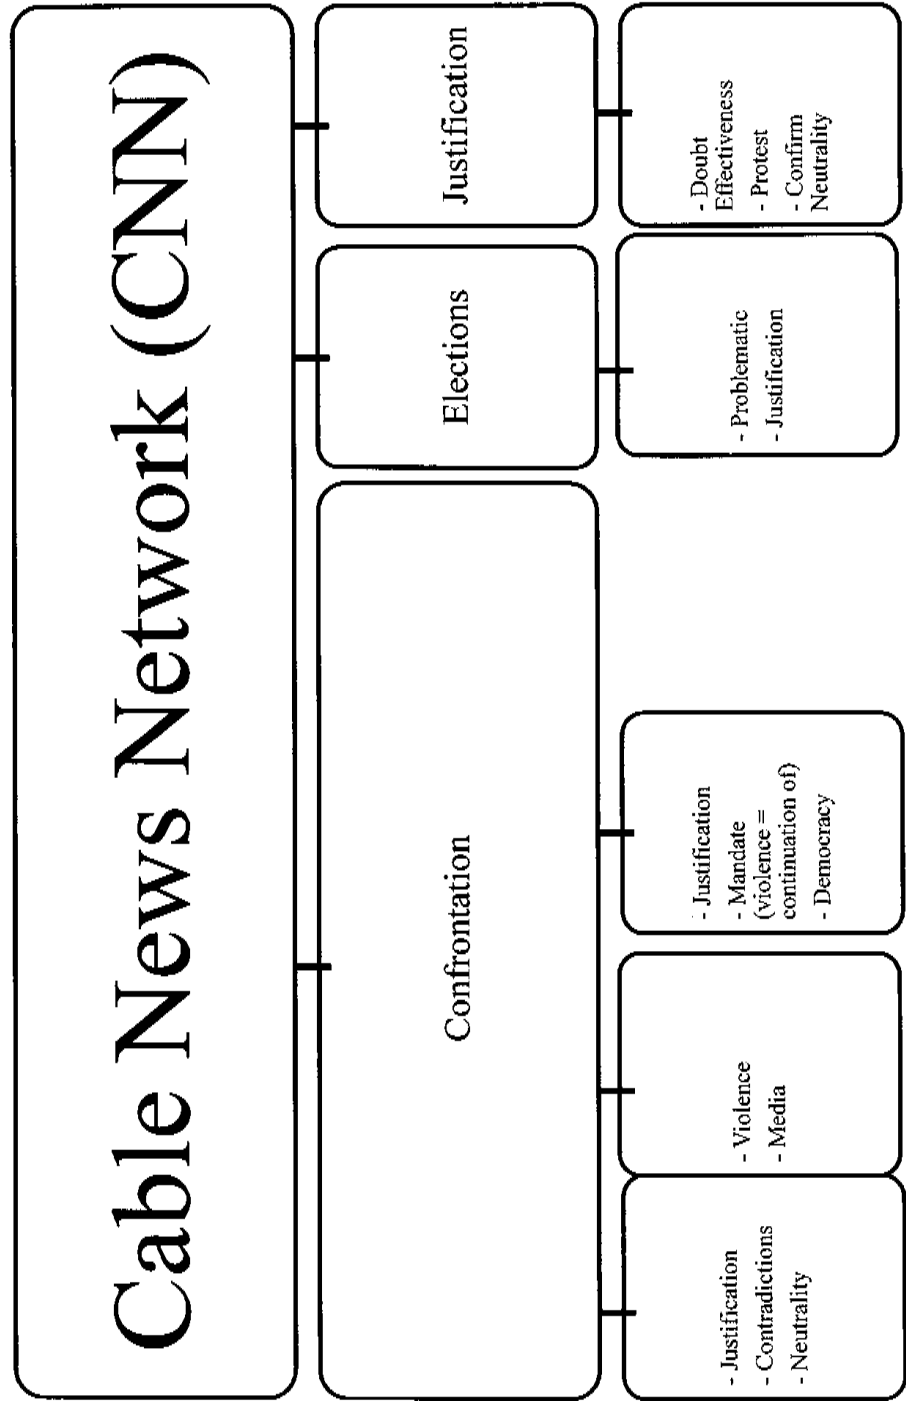 Cable News Network (CNN)
Confrontation
Elections
Justification
- Justification
- Contradictions
- Neutrality
- Violence
- Media
- Justification
- Mandate
(violence =
continuation of)
- Democracy
- Problematic
- Justification
- Doubt
Effectiveness
- Protest
- Confirm
Neutrality